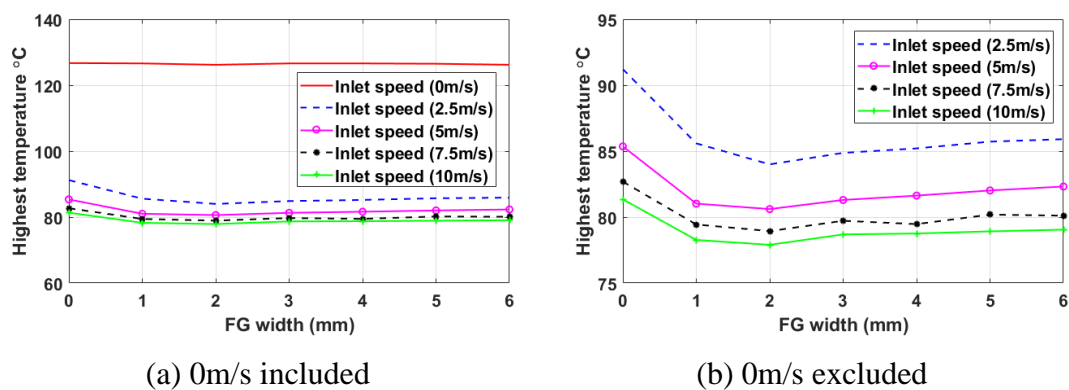 140
120
100
80
60
Highest temperature °C
Inlet speed (0m/s)
Inlet speed (2.5m/s)
Inlet speed (5m/s)
Inlet speed (7.5m/s)
Inlet speed (10m/s)
0 1 2 3 4 5 6
FG width (mm)
(a) 0m/s included
95
90
85
80
75
Highest temperature °C
Inlet speed (2.5m/s)
Inlet speed (5m/s)
Inlet speed (7.5m/s)
Inlet speed (10m/s)
0 1 2 3 4 5 6
FG width (mm)
(b) 0m/s excluded